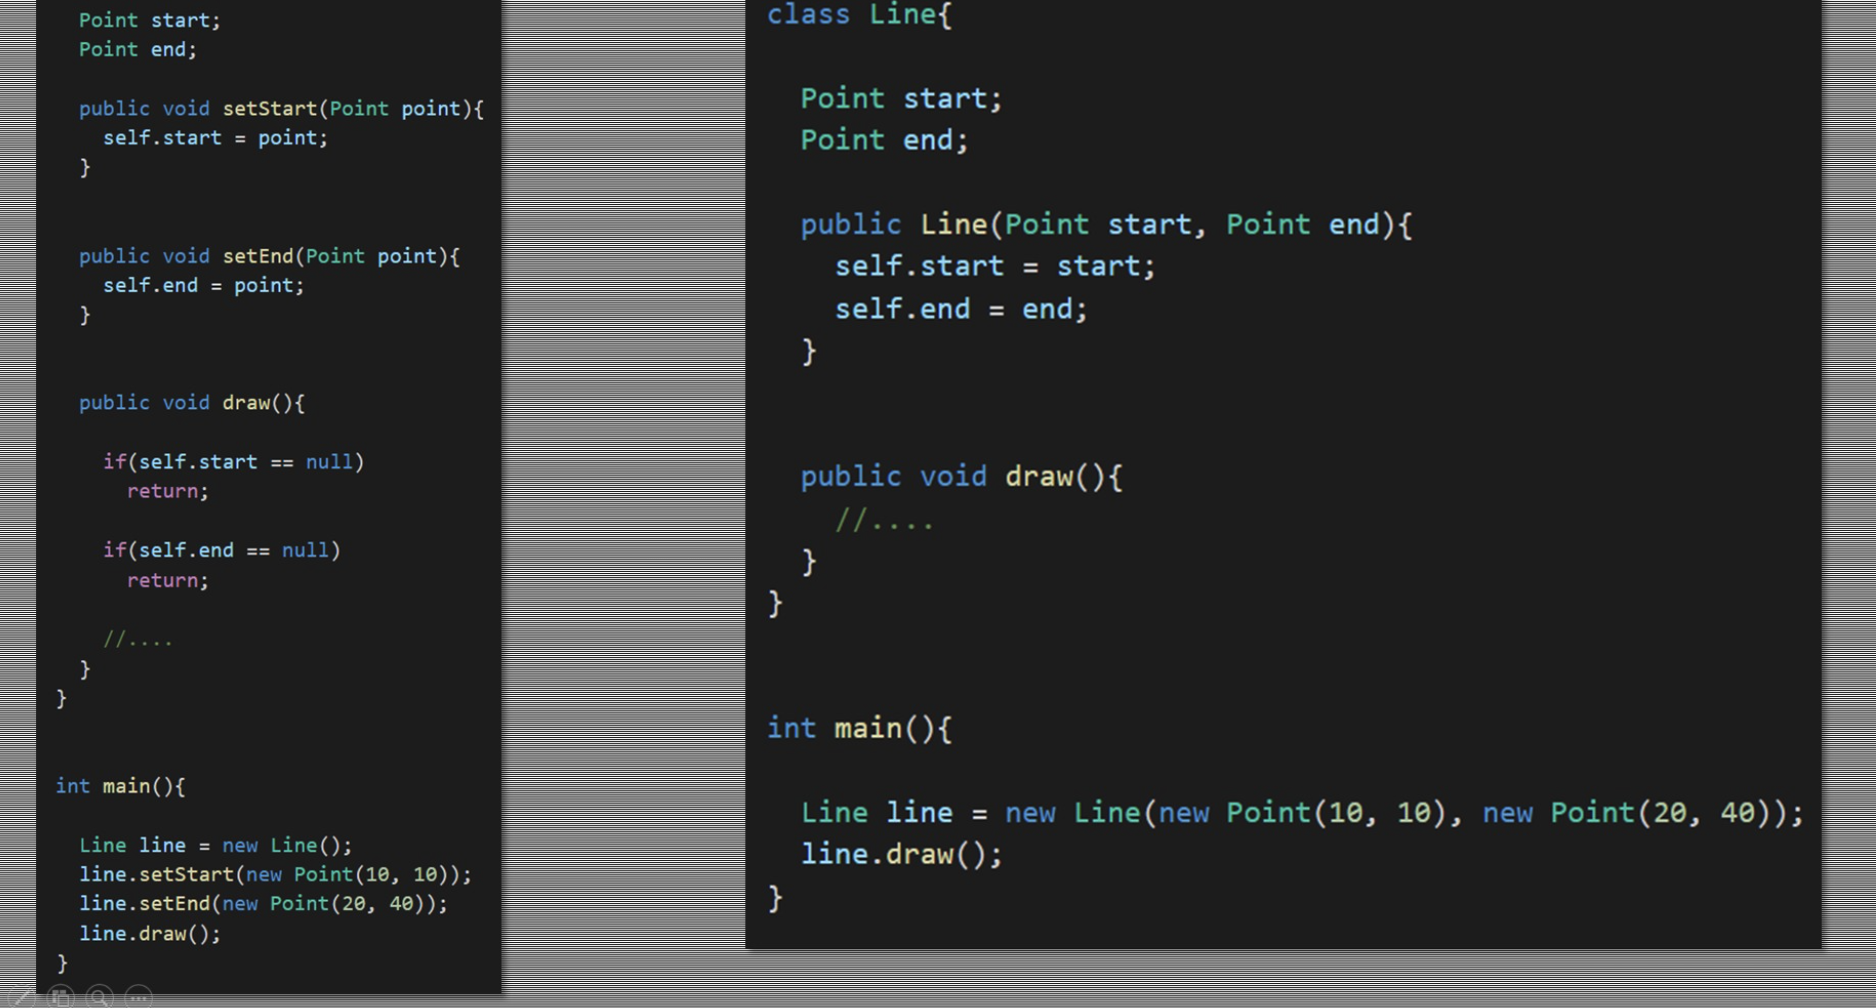 Point start;
Point end;
public void setStart(Point point){
self.start = point;
}
public void setEnd(Point point){
self.end = point;
}
public void draw(){
if(self.start == null)
return;
if(self.end == null)
return;
//....
}
}
int main(){
Line line = new Line();
line.setStart(new Point(10, 10));
line.setEnd(new Point(20, 40));
line.draw();
}
class Line{
Point start;
Point end;
public Line(Point start, Point end){
self.start = start;
self.end = end;
}
public void draw(){
//....
}
}
int main(){
Line line = new Line(new Point(10, 10), new Point(20, 40));
line.draw();
}